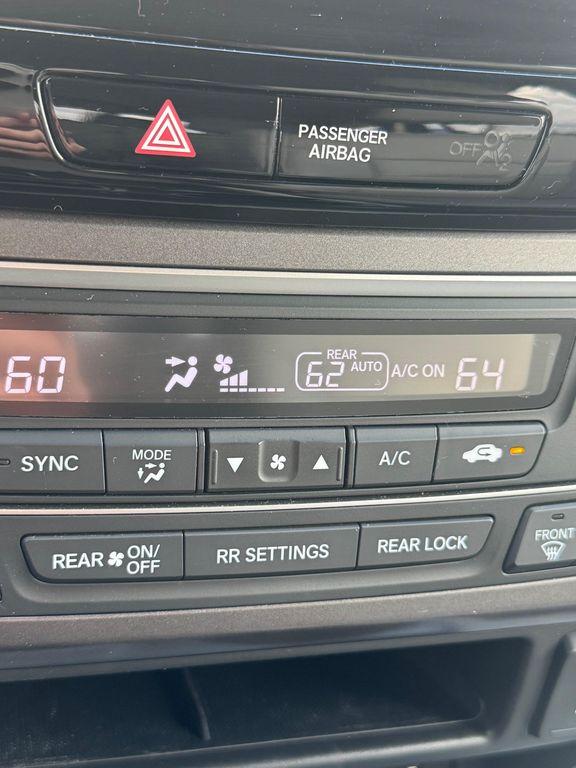 PASSENGER
AIRBAG
OFF
2
60
REAR
62 AUTO
A/C ON
64
SYNC
MODE
A/C
REAR ON/
OFF
RR SETTINGS
REAR LOCK
FRONT